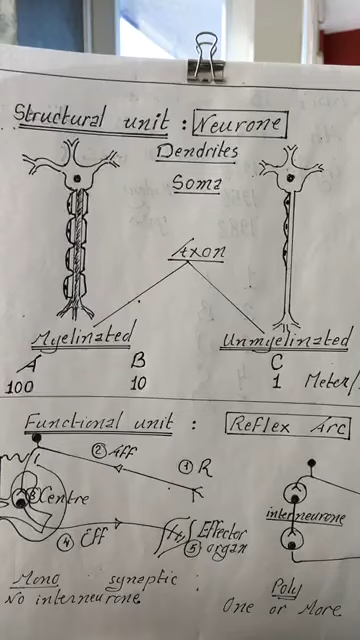 Structural unit : Neurone
Dendrites
Soma
Axon
Myelinated Unmyelinated
A B C
100 10 1 Meter/
Functional unit : Reflex Arc
② Aff
① R
③ Centre
interneurone
④ Eff
Effector
⑤ organ
Mono synaptic : Poly
No interneurone One or More